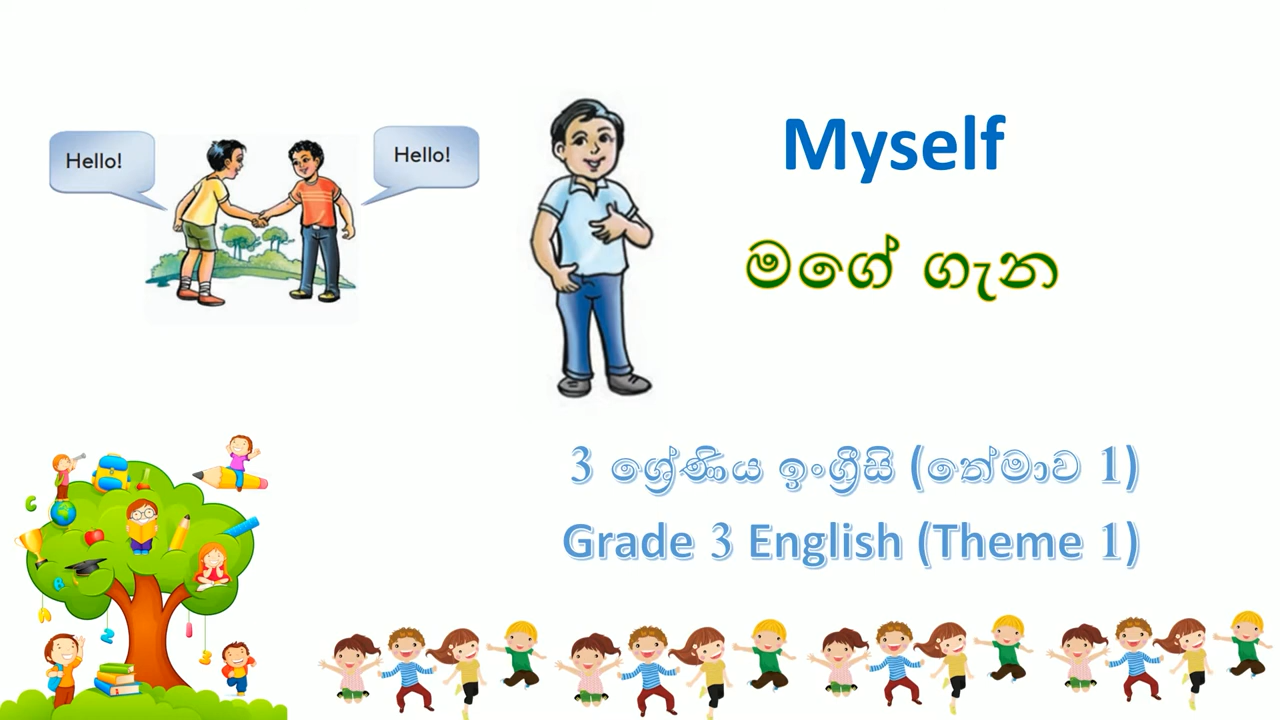 Hello!
Hello!
Myself
මගේ ගැන
3 ශ්‍රේණිය ඉංග්‍රීසි (තේමාව 1)
Grade 3 English (Theme 1)